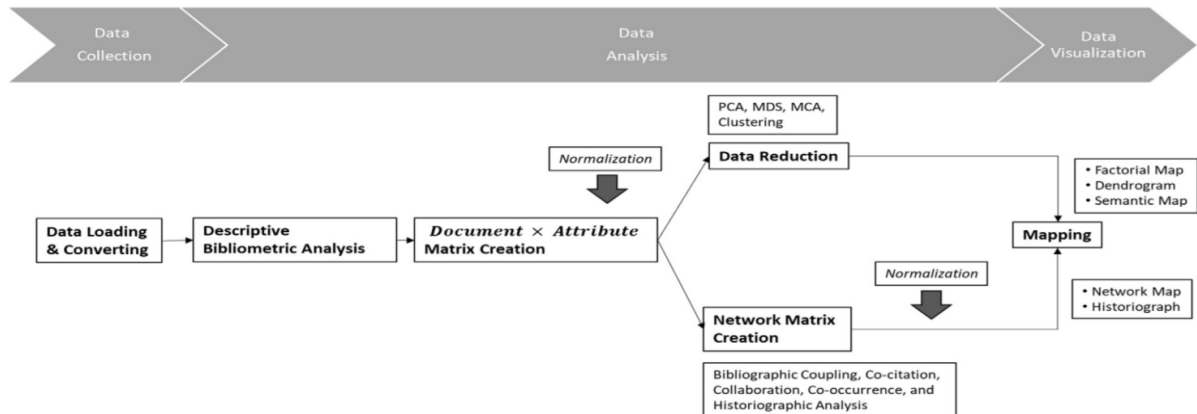 Data
Collection
Data
Analysis
Data
Visualization
PCA, MDS, MCA,
Clustering
Normalization
Data Reduction
• Factorial Map
• Dendrogram
• Semantic Map
Data Loading
& Converting
Descriptive
Bibliometric Analysis
Document × Attribute
Matrix Creation
Mapping
Normalization
• Network Map
• Historiograph
Network Matrix
Creation
Bibliographic Coupling, Co-citation,
Collaboration, Co-occurrence, and
Historiographic Analysis